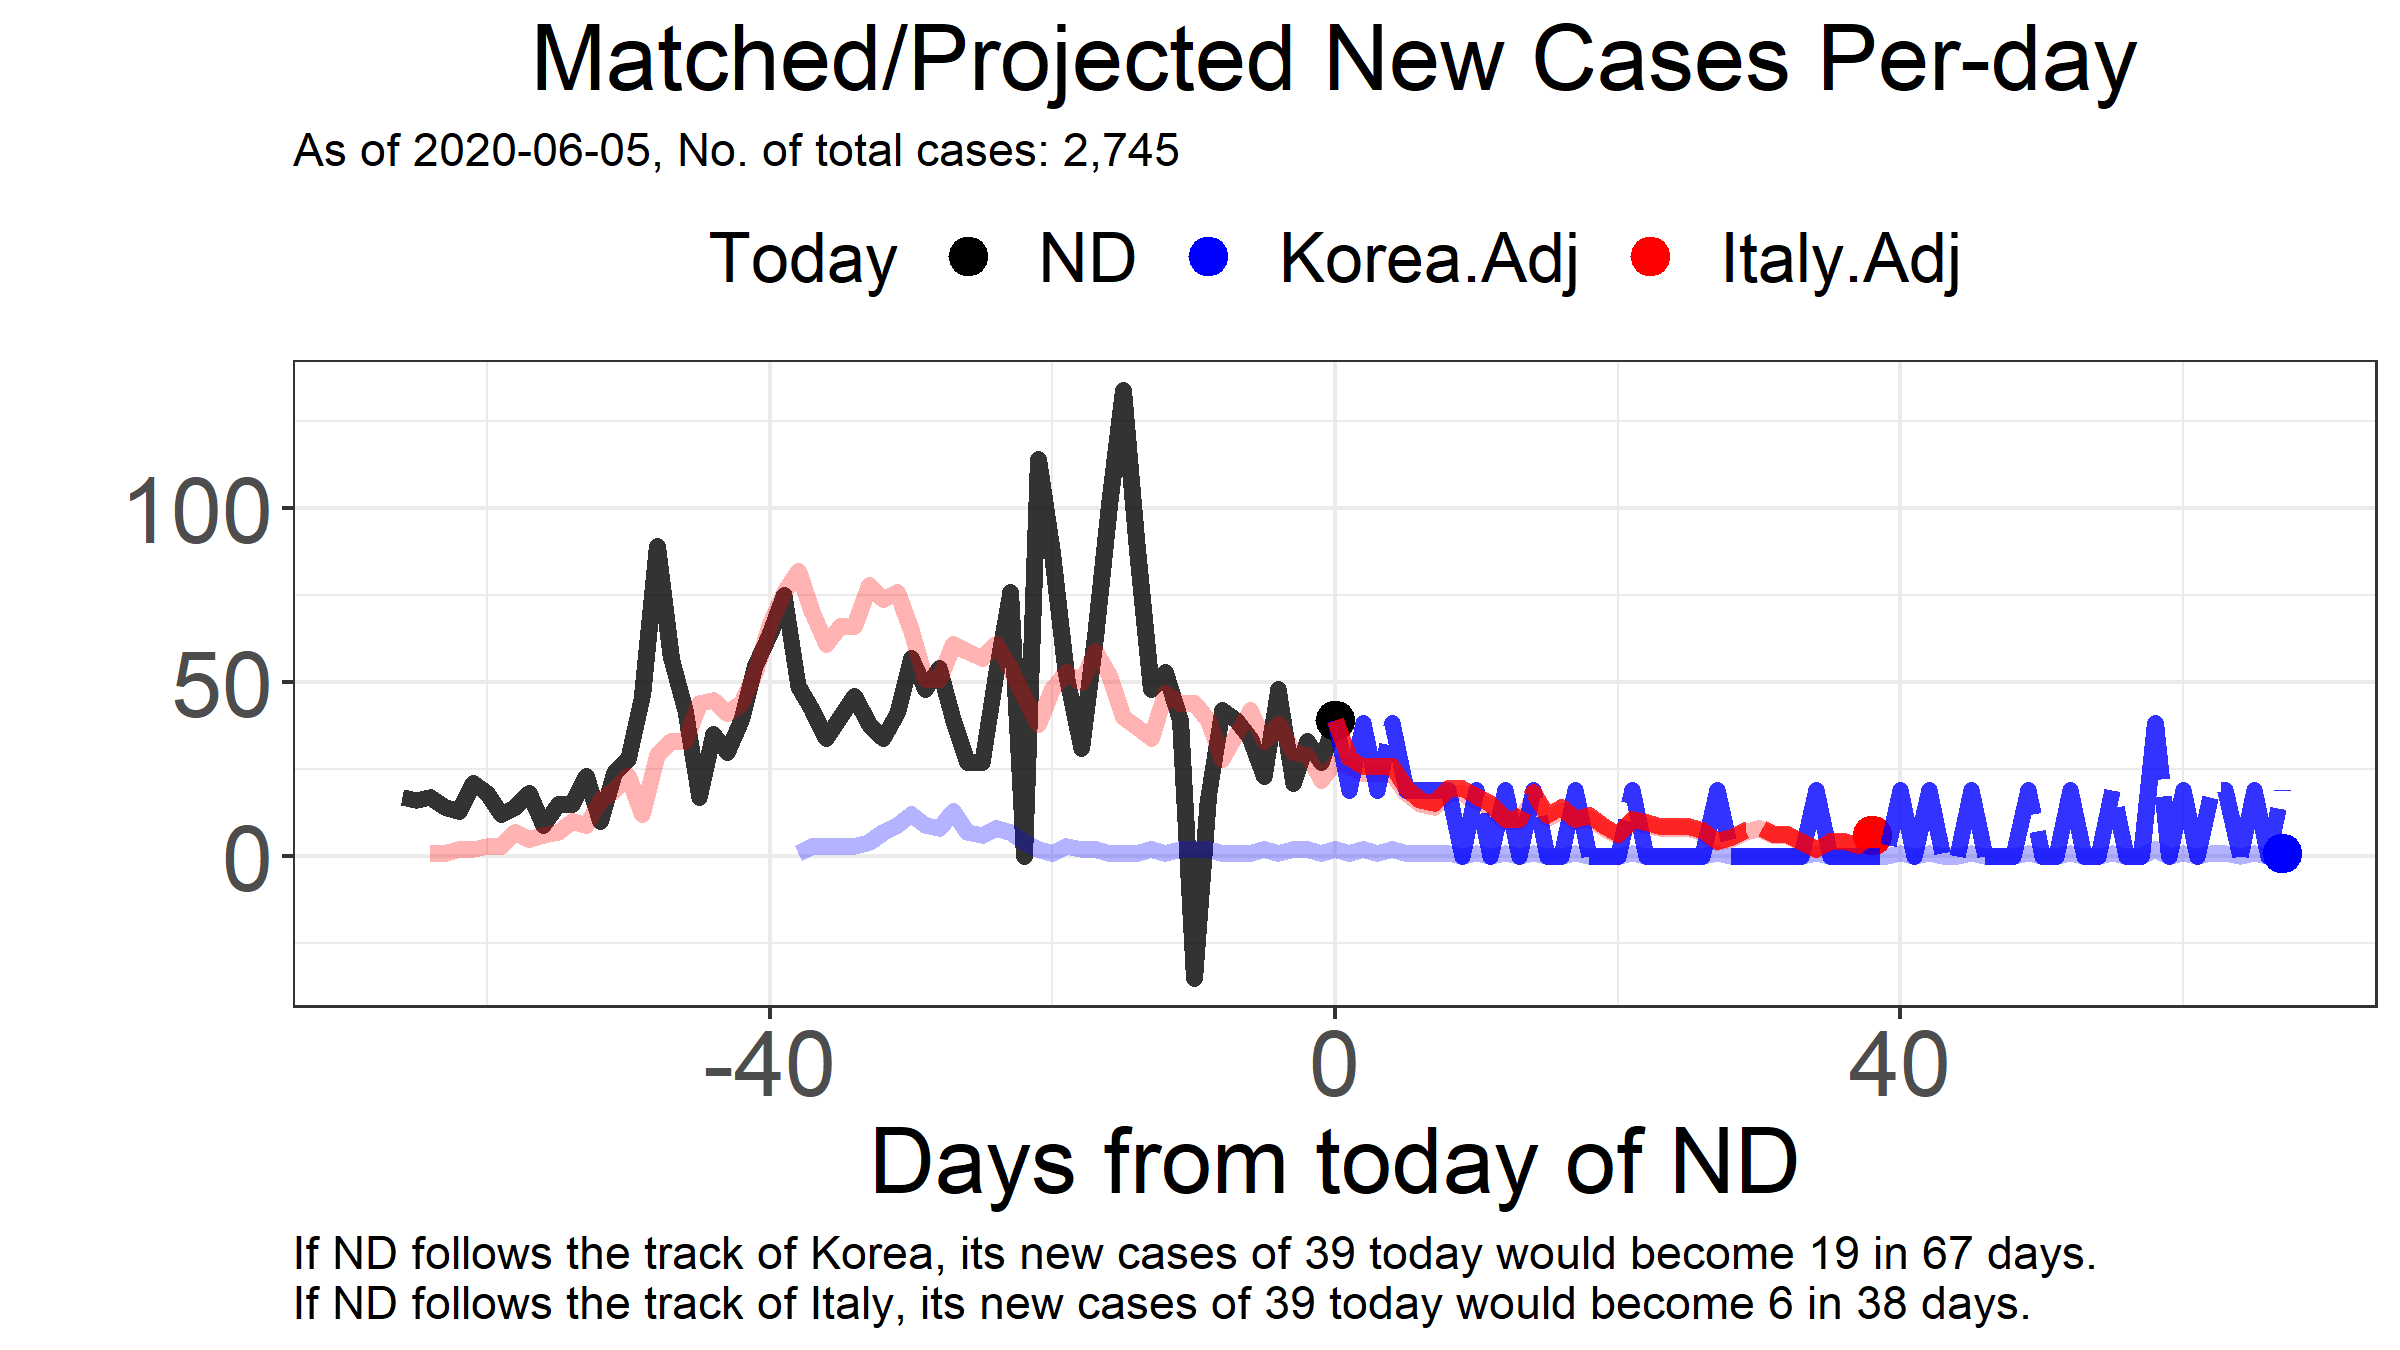 Matched/Projected New Cases Per-day
As of 2020-06-05, No. of total cases: 2,745
Today ND Korea.Adj Italy.Adj
100
50
0
-40 0 40
Days from today of ND
If ND follows the track of Korea, its new cases of 39 today would become 19 in 67 days.
If ND follows the track of Italy, its new cases of 39 today would become 6 in 38 days.